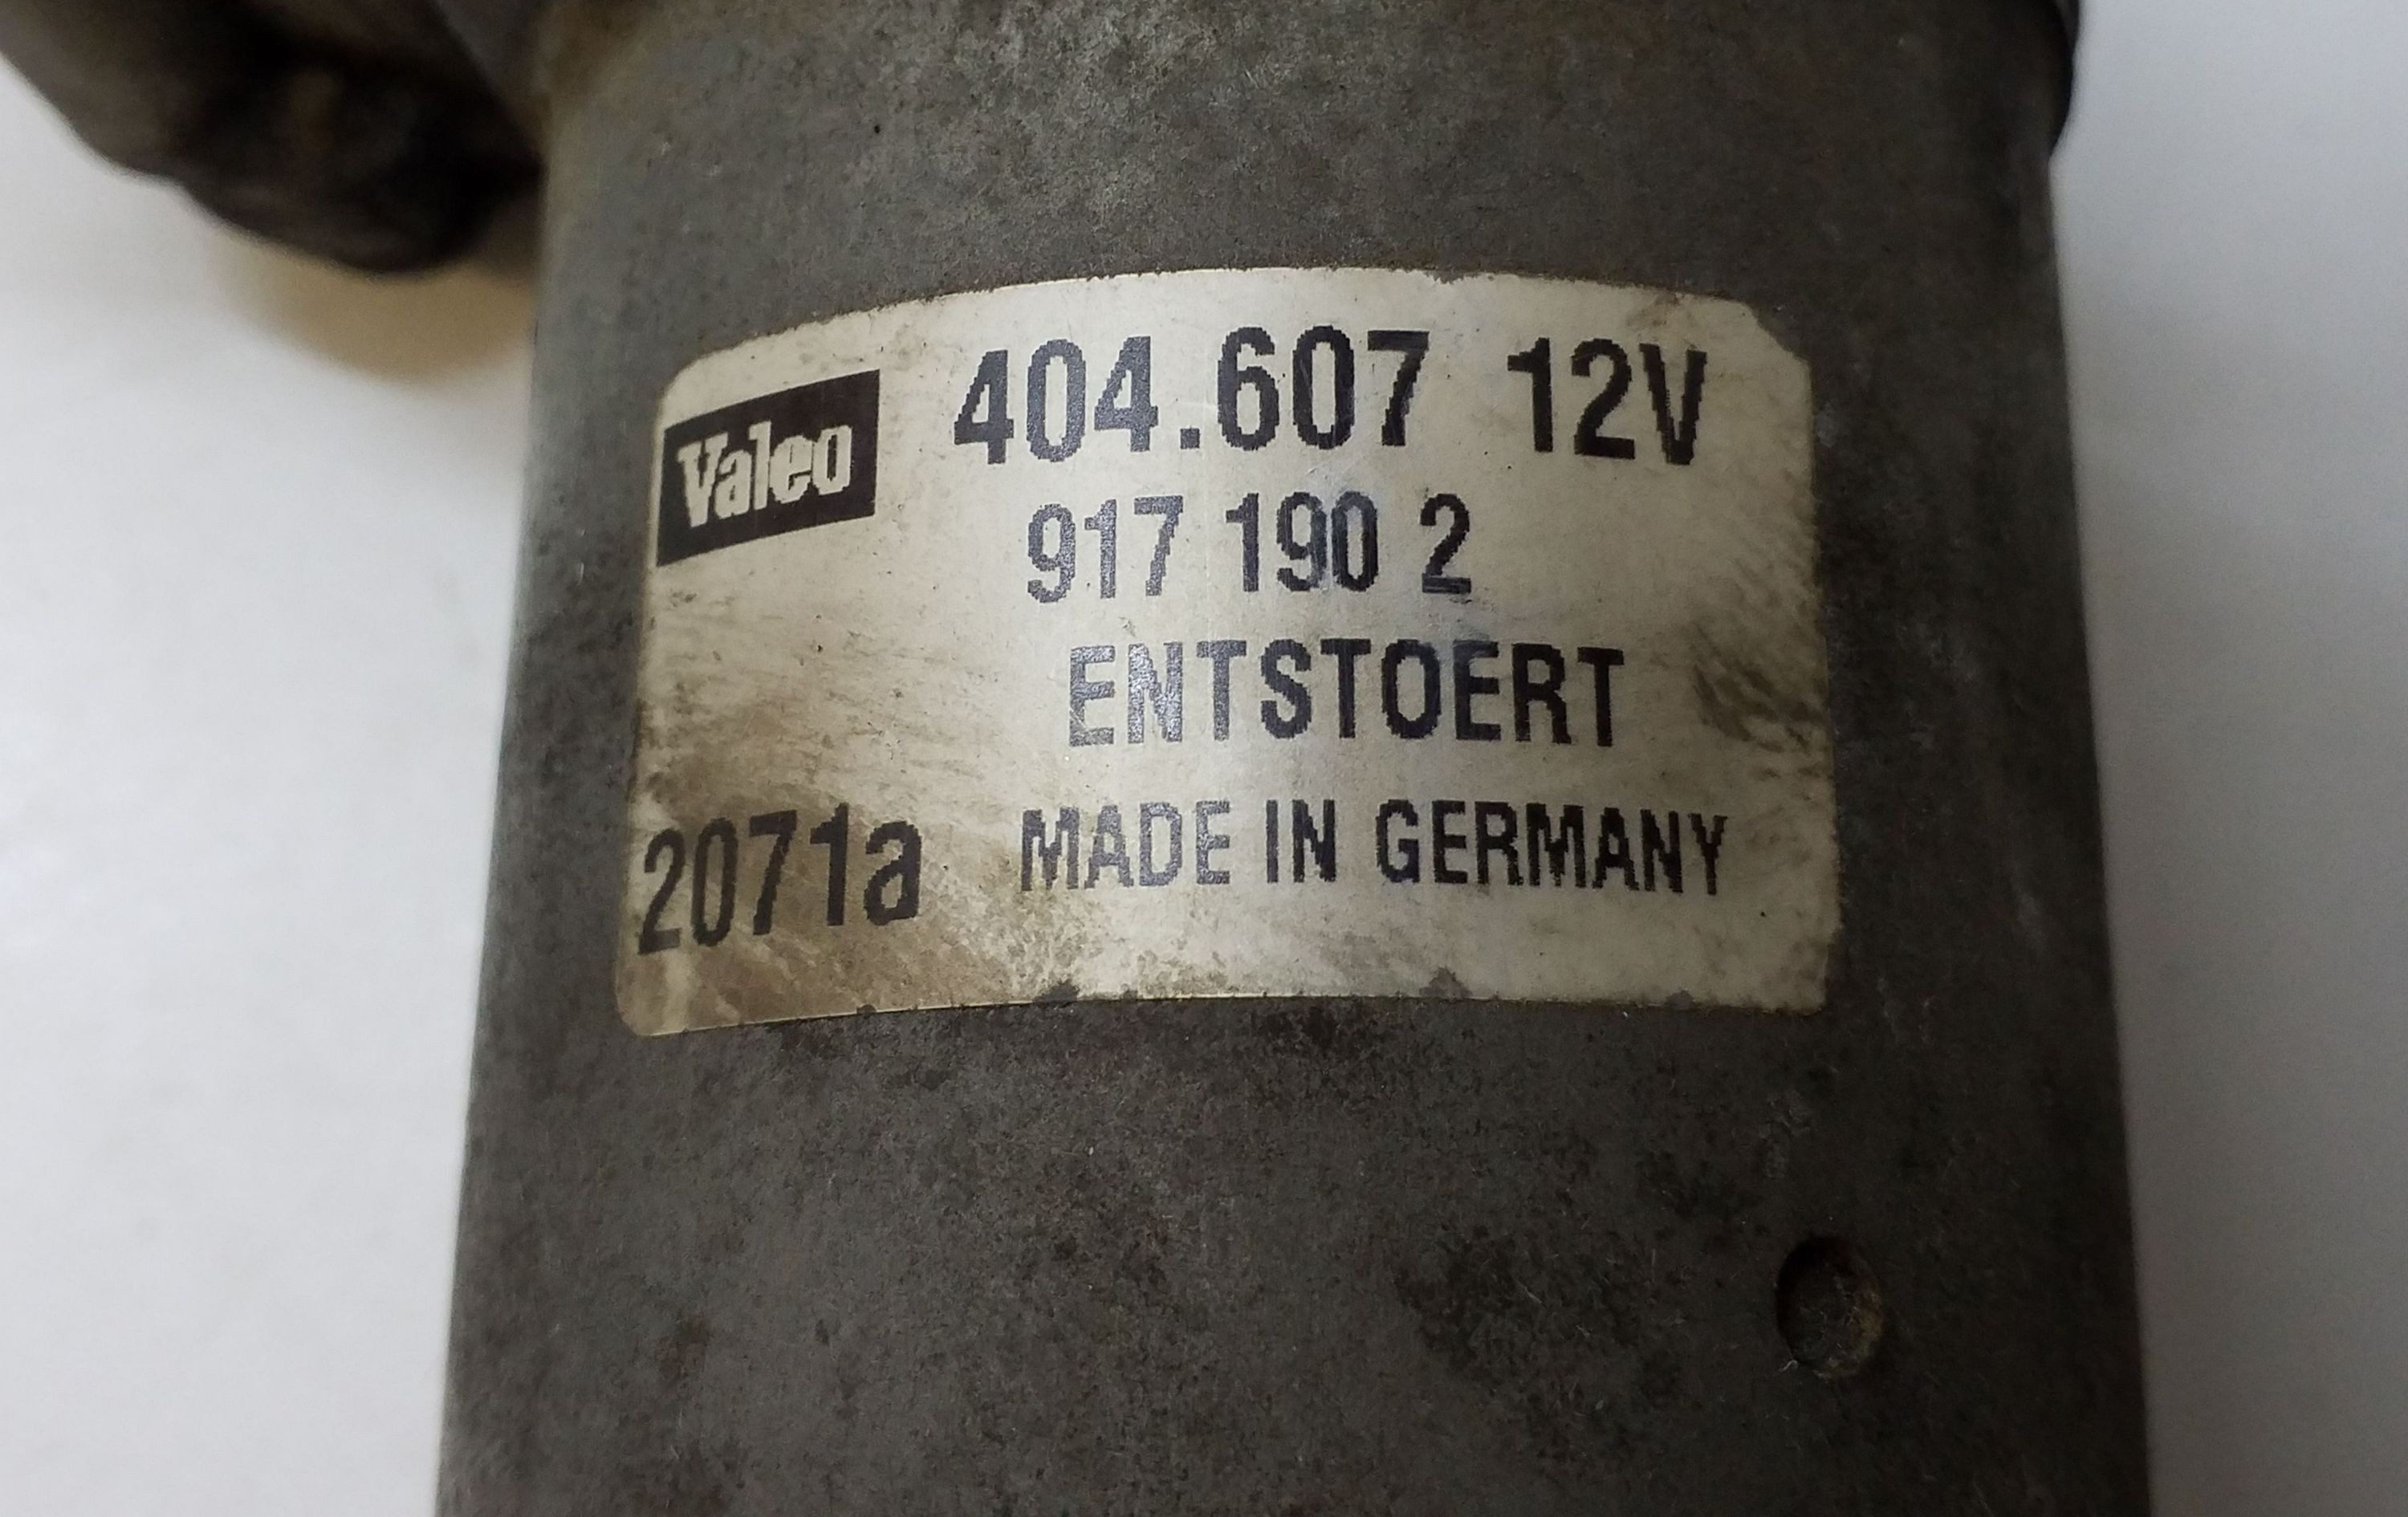 Valeo 404.607 12V
917 190 2
ENTSTOERT
2071a MADE IN GERMANY